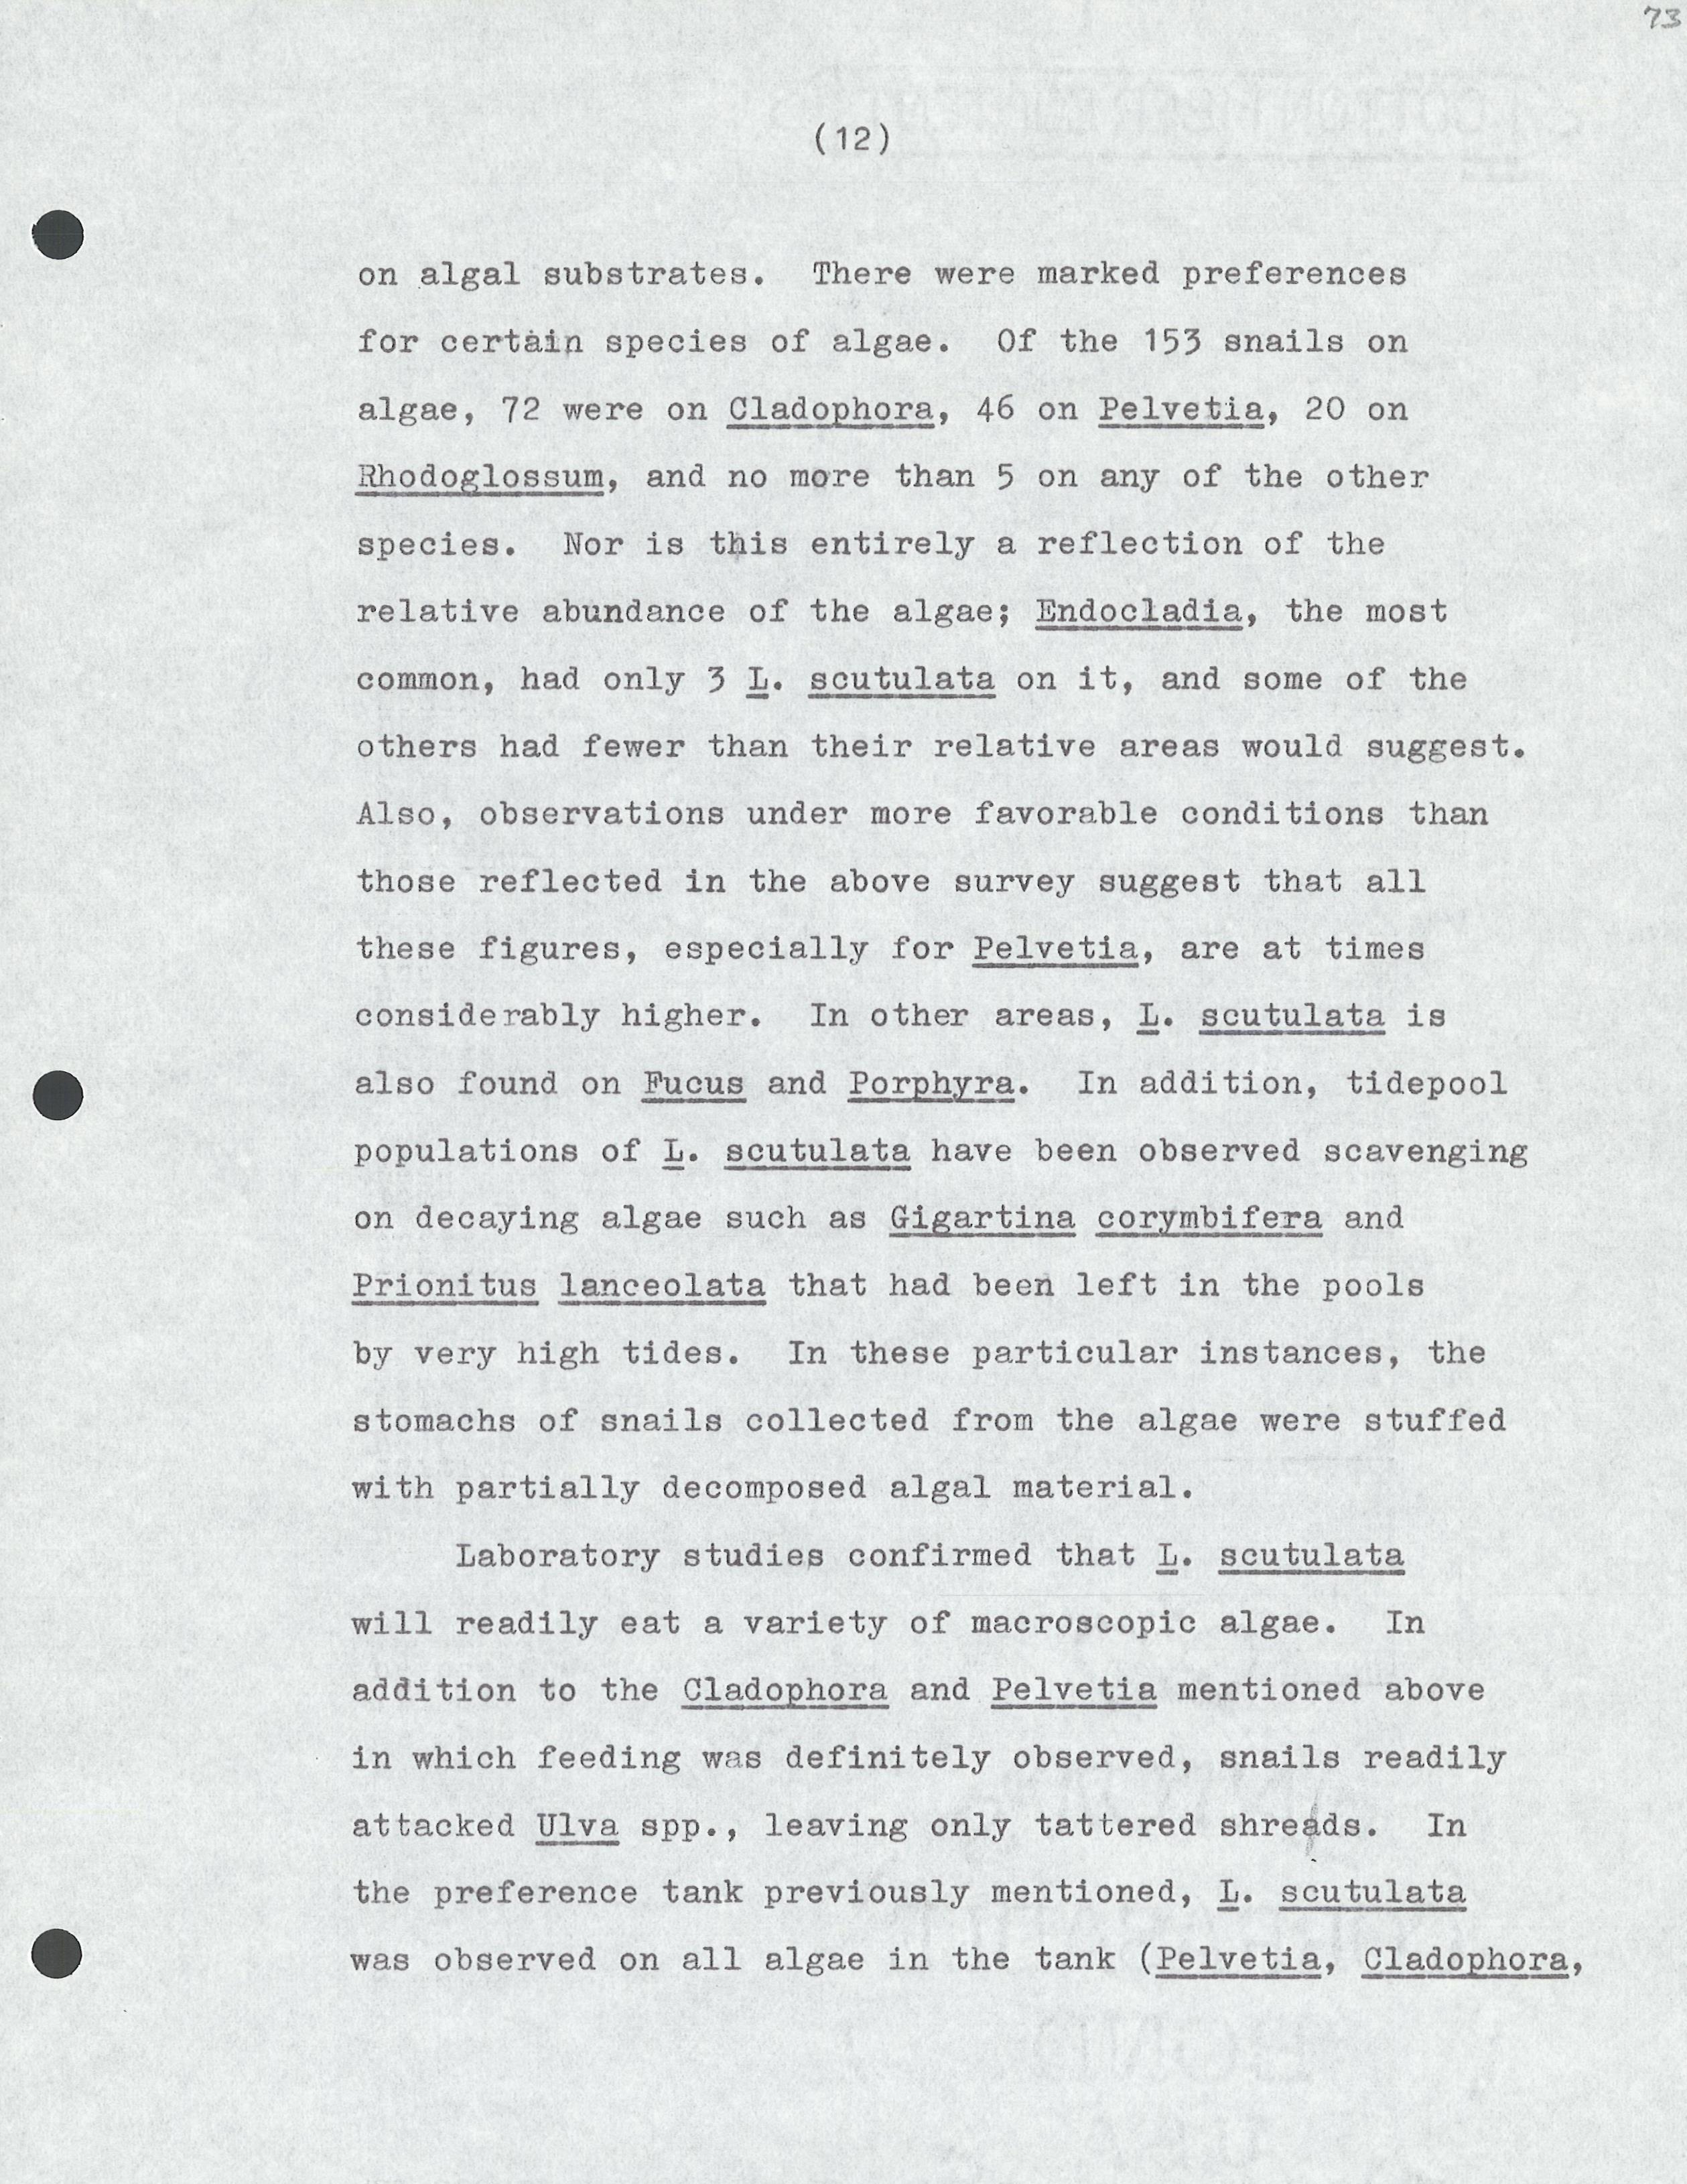 73
(12)
on algal substrates. There were marked preferences
for certain species of algae. Of the 153 snails on
algae, 72 were on Cladophora, 46 on Pelvetia, 20 on
Rhodoglossum, and no more than 5 on any of the other
species. Nor is this entirely a reflection of the
relative abundance of the algae; Endocladia, the most
common, had only 3 L. scutulata on it, and some of the
others had fewer than their relative areas would suggest.
Also, observations under more favorable conditions than
those reflected in the above survey suggest that all
these figures, especially for Pelvetia, are at times
considerably higher. In other areas, L. scutulata is
also found on Fucus and Porphyra. In addition, tidepool
populations of L. scutulata have been observed scavenging
on decaying algae such as Gigartina corymbifera and
Prionitus lanceolata that had been left in the pools
by very high tides. In these particular instances, the
stomachs of snails collected from the algae were stuffed
with partially decomposed algal material.
Laboratory studies confirmed that L. scutulata
will readily eat a variety of macroscopic algae. In
addition to the Cladophora and Pelvetia mentioned above
in which feeding was definitely observed, snails readily
attacked Ulva spp., leaving only tattered shreads. In
the preference tank previously mentioned, L. scutulata
was observed on all algae in the tank (Pelvetia, Cladophora,